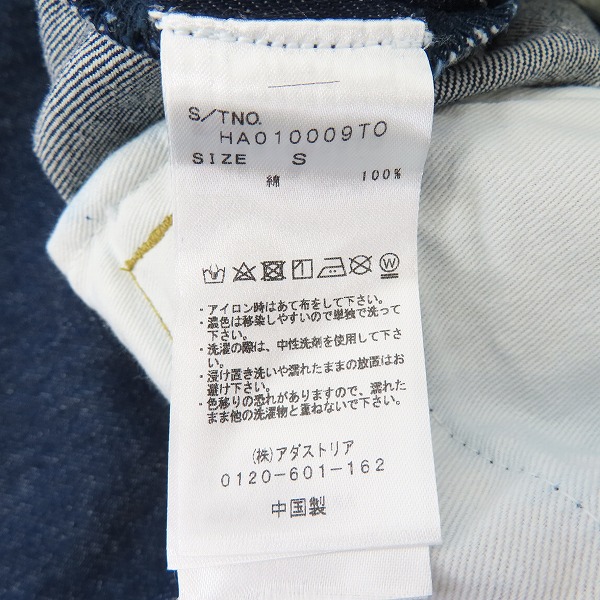 S/TNO.
HA010009TO
SIZE S
綿 100%
W
・アイロン時はあて布をして下さい。
・濃色は移染しやすいので単独で洗って
下さい。
・洗濯の際は、中性洗剤を使用して下さ
い。
・浸け置き洗いや濡れたままの放置はお
避け下さい。
・色移りの恐れがありますので、濡れた
まま他の洗濯物と重ねないで下さい。
(株)アダストリア
0120-601-162
中国製